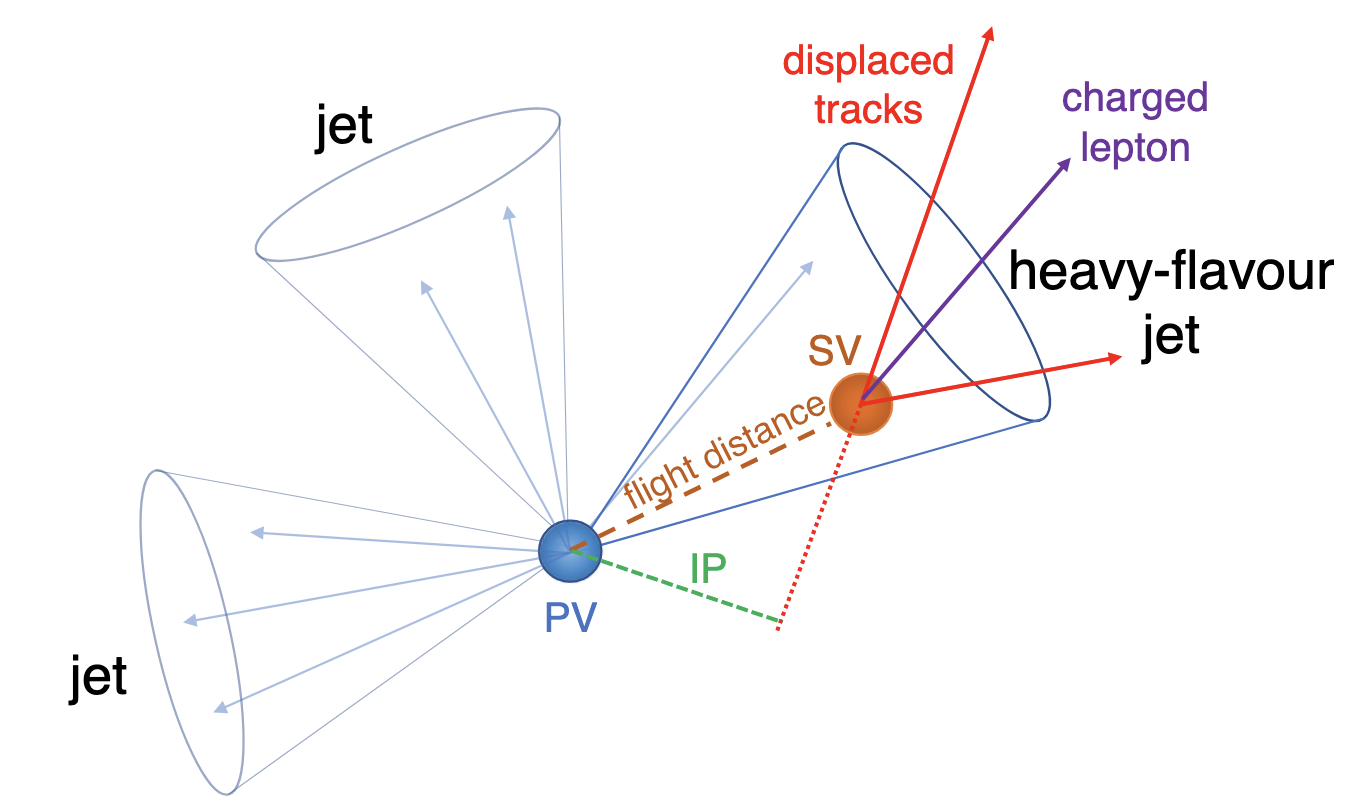 displaced
tracks
charged
lepton
jet
heavy-flavour
jet
SV
flight distance
IP
PV
jet